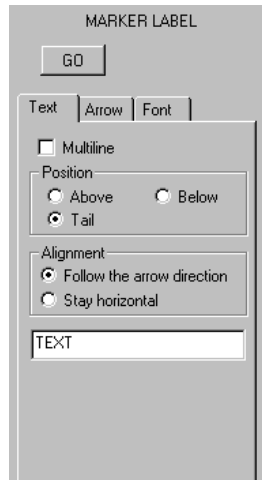 MARKER LABEL
GO
Text Arrow Font
Multiline
Position
Above Below
Tail
Alignment
Follow the arrow direction
Stay horizontal
TEXT